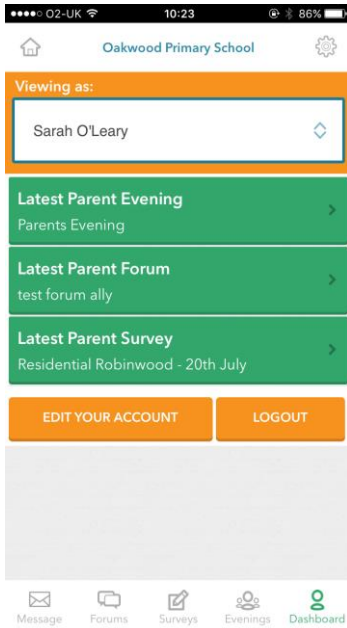 O2-UK 10:23 86%
Oakwood Primary School
Viewing as:
Sarah O'Leary
Latest Parent Evening
Parents Evening
Latest Parent Forum
test forum ally
Latest Parent Survey
Residential Robinwood - 20th July
EDIT YOUR ACCOUNT LOGOUT
Message Forums Surveys Evenings Dashboard